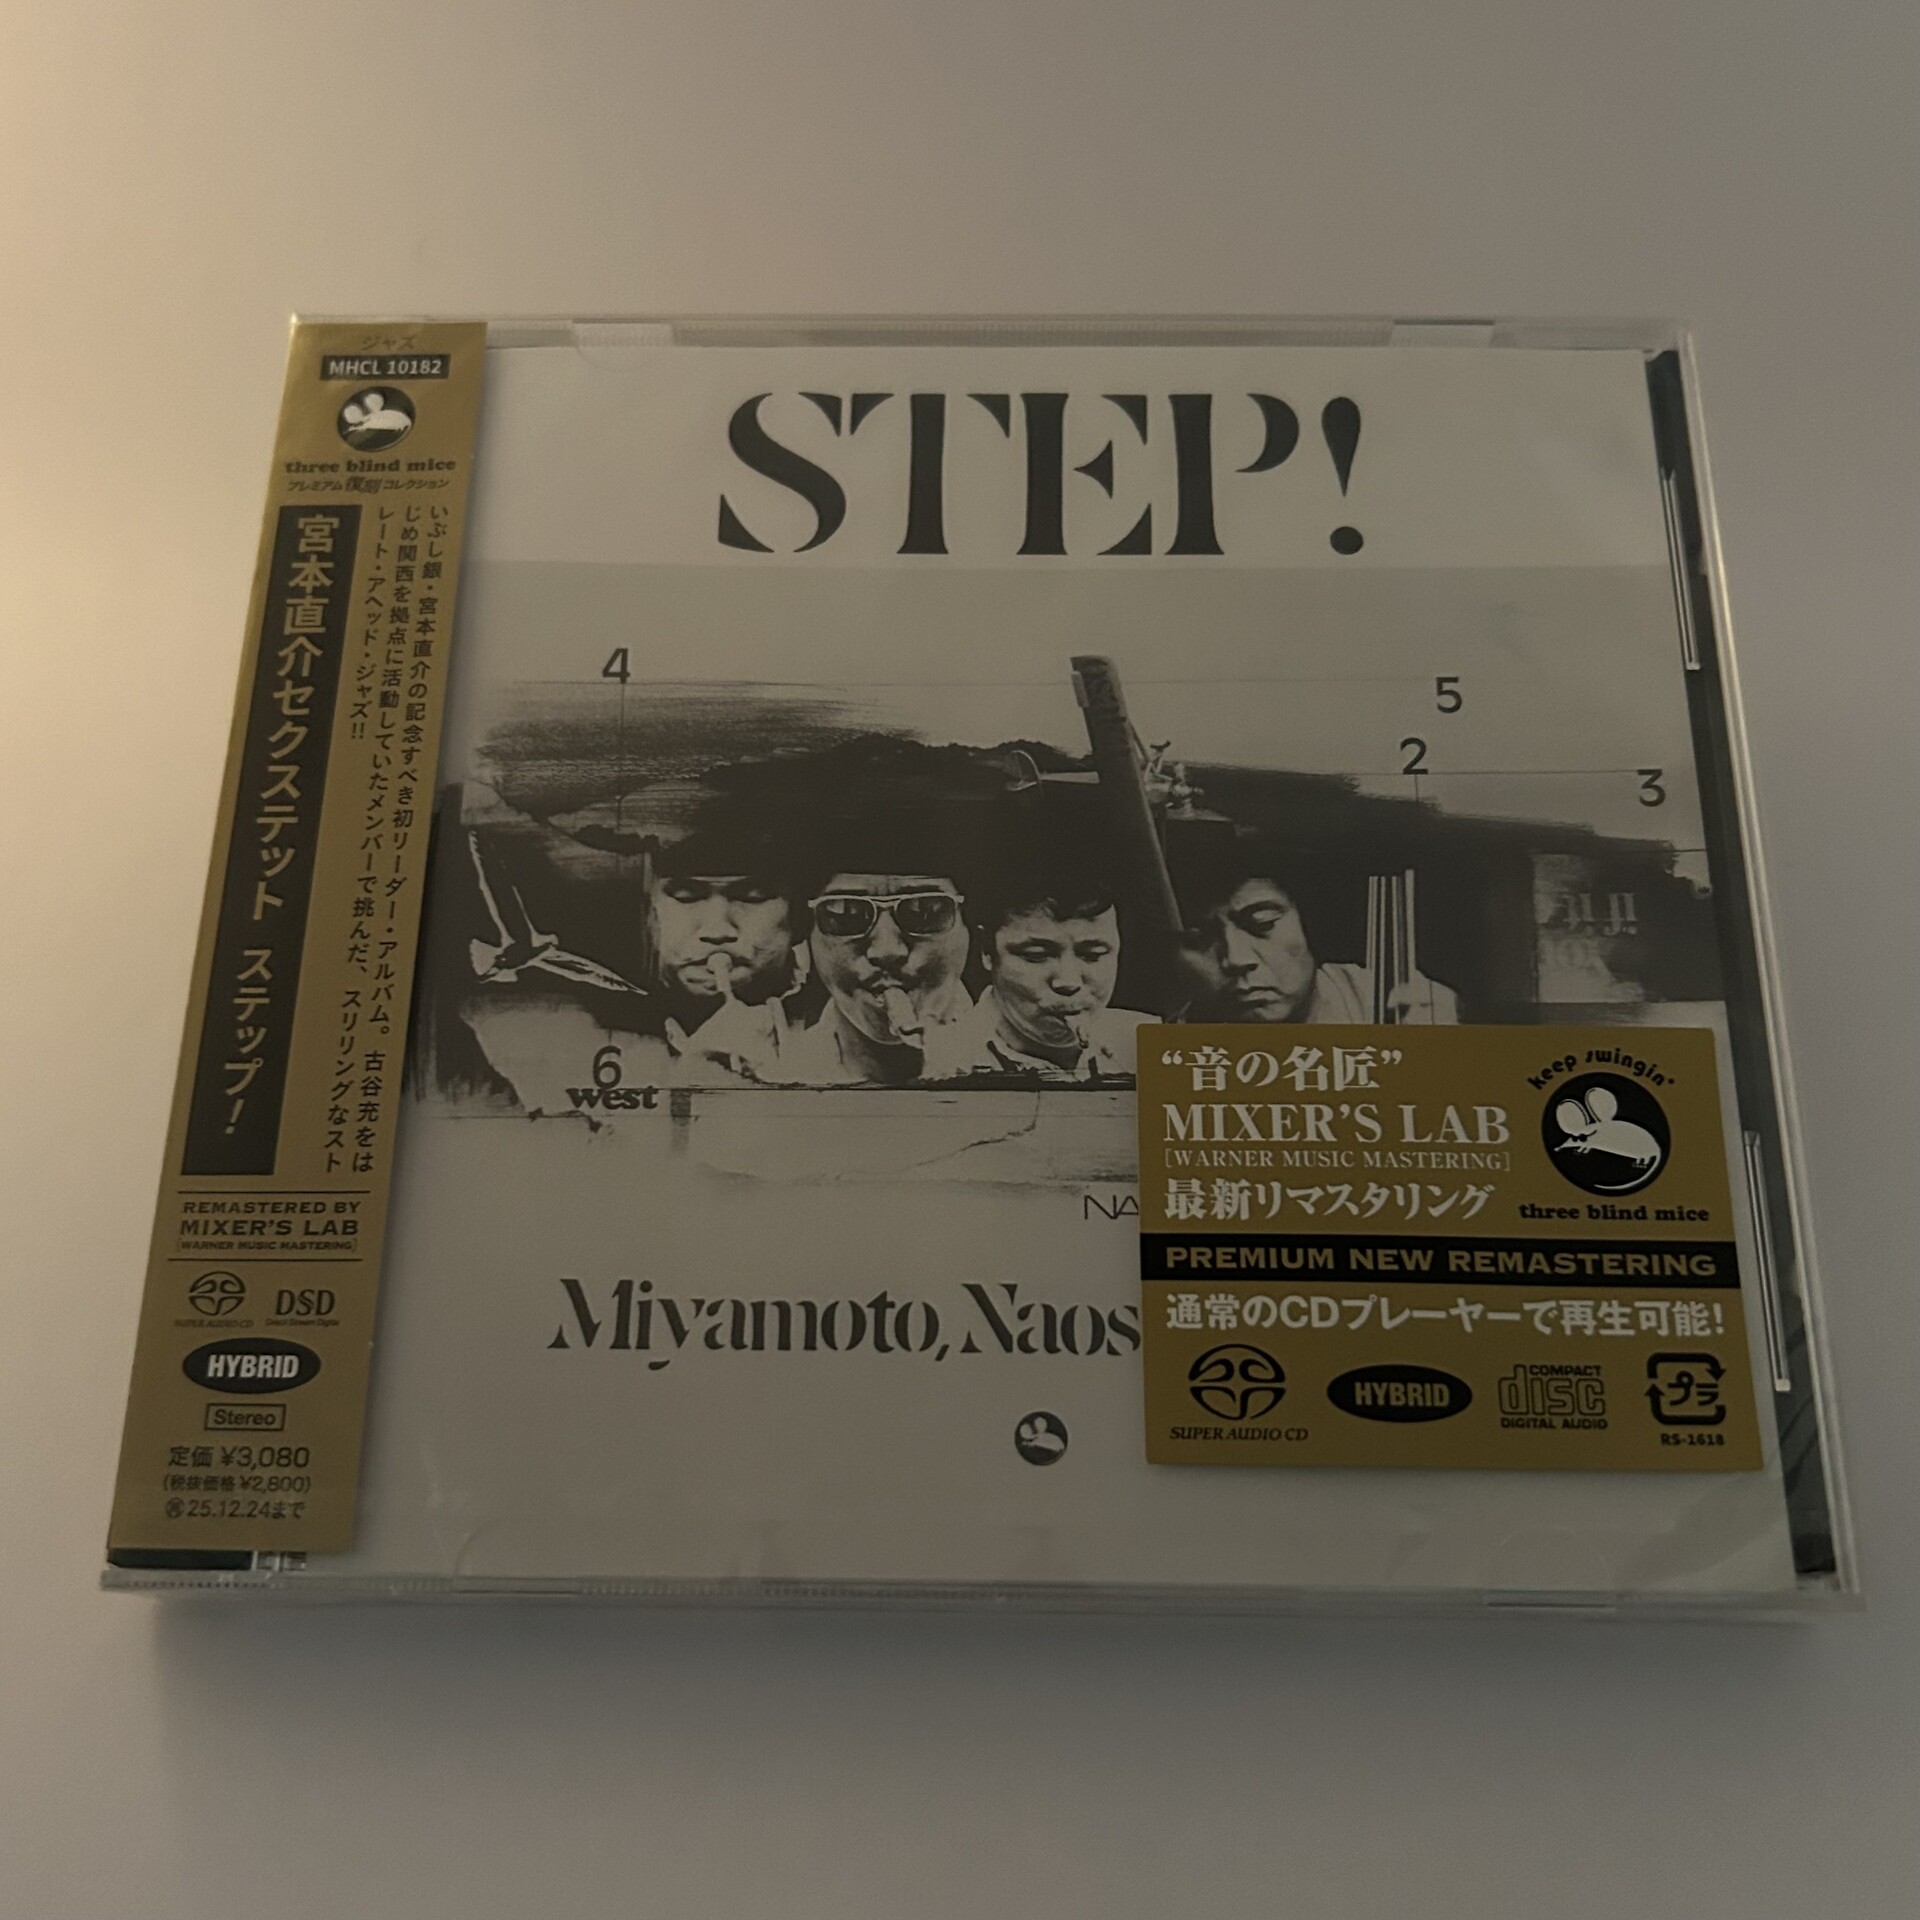 ジャズ
MHCL 10182
three blind mice
プレミアム復刻コレクション
いぶし銀・宮本直介の記念すべき初リーダー・アルバム。古谷充をは
じめ関西を拠点に活動していたメンバーで挑んだ、スリリングなスト
レート・アヘッド・ジャズ!!
宮本直介セクステット ステップ!
REMASTERED BY
MIXER'S LAB
[WARNER MUSIC MASTERING]
SUPER AUDIO CD
DSD
Direct Stream Digital
HYBRID
Stereo
定価 ¥3,080
(税抜価格 ¥2,800)
25.12.24まで
STEP!
4
5
2
3
6
west
NA
Miyamoto, Naos
"音の名匠"
MIXER'S LAB
[WARNER MUSIC MASTERING]
最新リマスタリング
keep swingin'
three blind mice
PREMIUM NEW REMASTERING
通常のCDプレーヤーで再生可能!
SUPER AUDIO CD
HYBRID
COMPACT
disc
DIGITAL AUDIO
プラ
RS-1618